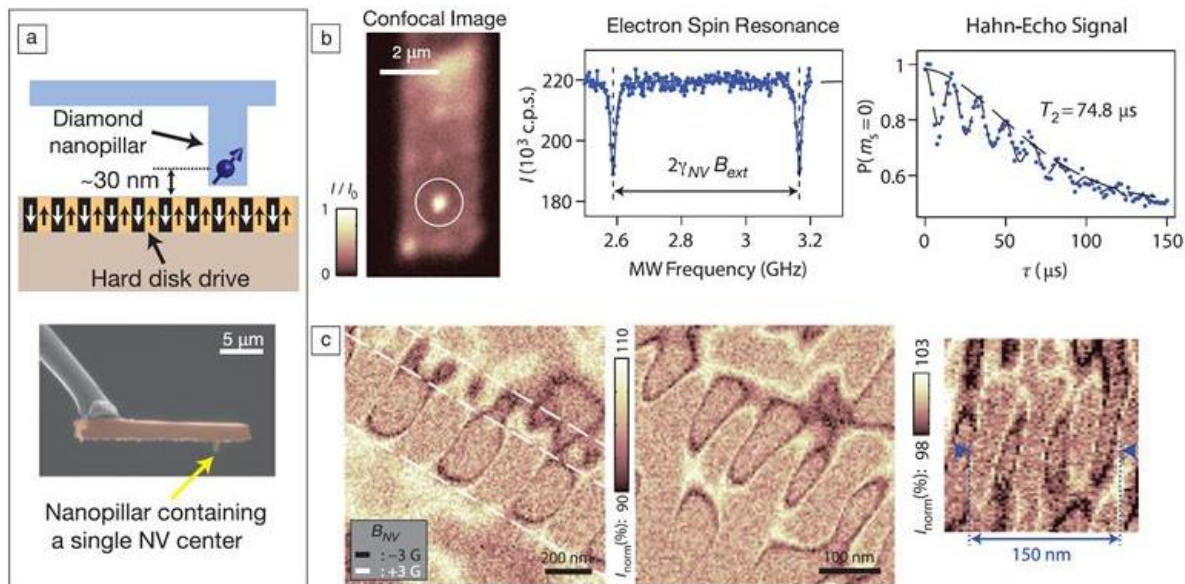 a
Diamond
nanopillar
~30 nm
Hard disk drive
5 μm
Nanopillar containing
a single NV center
b
Confocal Image
2 μm
I / I0
1
0
Electron Spin Resonance
I (10³ c.p.s.)
220
200
180
2γNV Bext
2.6
2.8
3
3.2
MW Frequency (GHz)
Hahn-Echo Signal
P(ms=0)
1
0.8
0.6
T2=74.8 μs
0
50
100
150
τ (μs)
c
BNV
: −3 G
: +3 G
200 nm
Inorm(%): 90
110
100 nm
Inorm(%): 98
103
150 nm